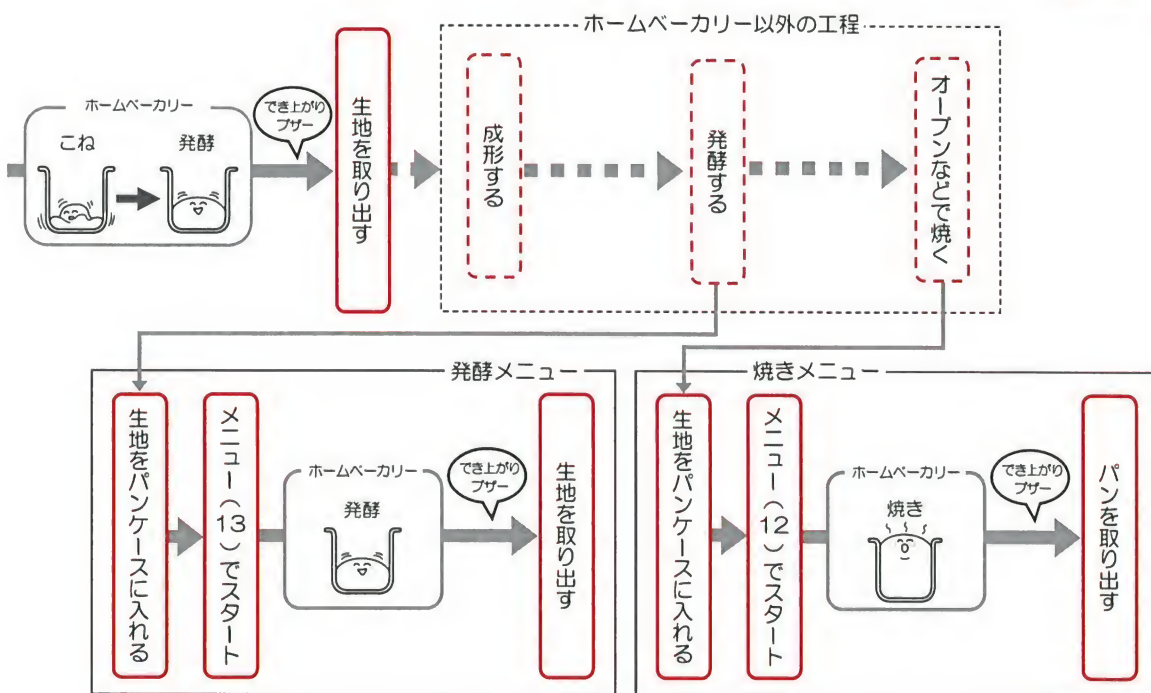 ホームベーカリー以外の工程
ホームベーカリー
こね
発酵
でき上がり
ブザー
生地を取り出す
成形する
発酵する
オーブンなどで焼く
発酵メニュー
生地をパンケースに入れる
メニュー(13)でスタート
ホームベーカリー
発酵
でき上がり
ブザー
生地を取り出す
焼きメニュー
生地をパンケースに入れる
メニュー(12)でスタート
ホームベーカリー
焼き
でき上がり
ブザー
パンを取り出す